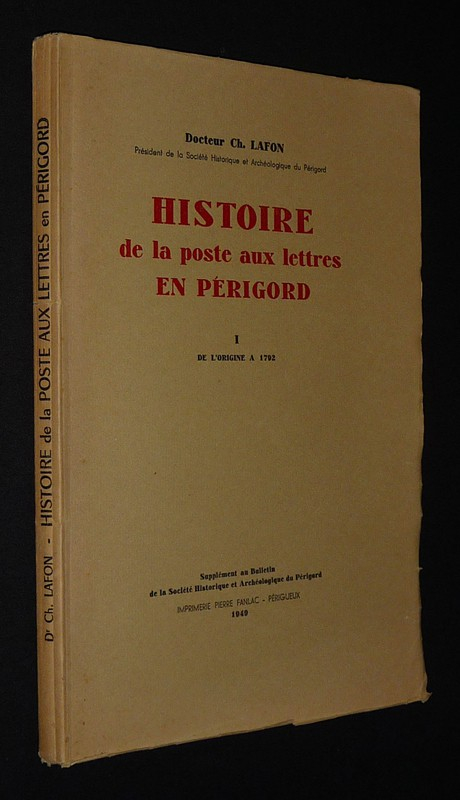 Docteur Ch. LAFON
Président de la Société Historique et Archéologique du Périgord
HISTOIRE
de la poste aux lettres
EN PÉRIGORD
I
DE L'ORIGINE A 1792
Supplément au Bulletin
de la Société Historique et Archéologique du Périgord
IMPRIMERIE PIERRE FANLAC - PÉRIGUEUX
1949
Dr Ch. LAFON - HISTOIRE de la POSTE AUX LETTRES en PÉRIGORD